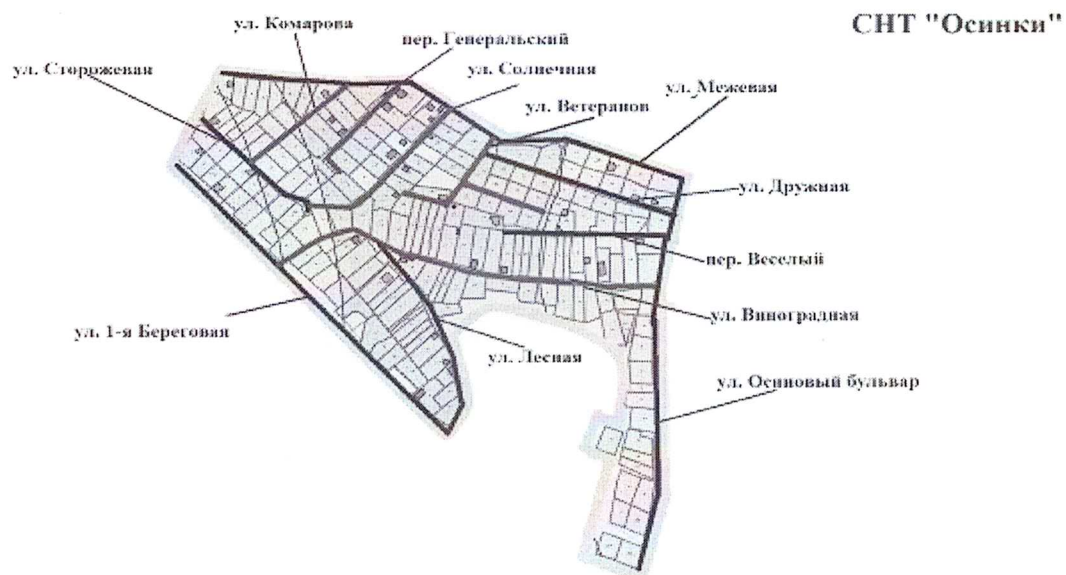 СНТ "Осинки"
ул. Комарова
пер. Генеральский
ул. Сторожевая
ул. Солнечная
ул. Ветеранов
ул. Межевая
ул. Дружная
пер. Веселый
ул. Виноградная
ул. 1-я Береговая
ул. Лесная
ул. Осиновый бульвар